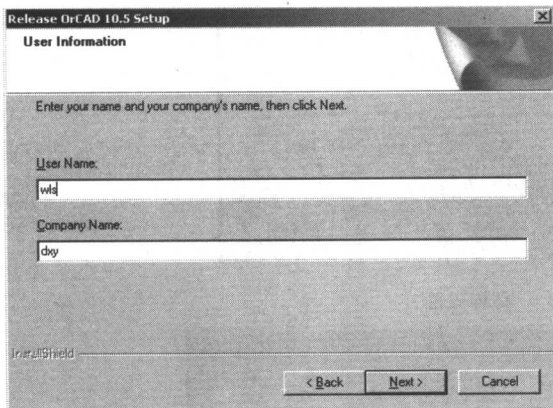 Release OrCAD 10.5 Setup
User Information
Enter your name and your company's name, then click Next.
User Name:
wls
Company Name:
dxy
InstallShield
< Back Next > Cancel